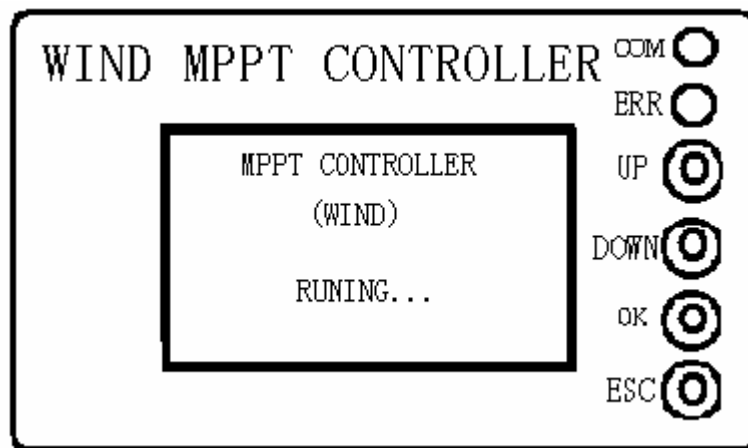 WIND MPPT CONTROLLER
COM
ERR
MPPT CONTROLLER
UP
(WIND)
DOWN
RUNING...
OK
ESC